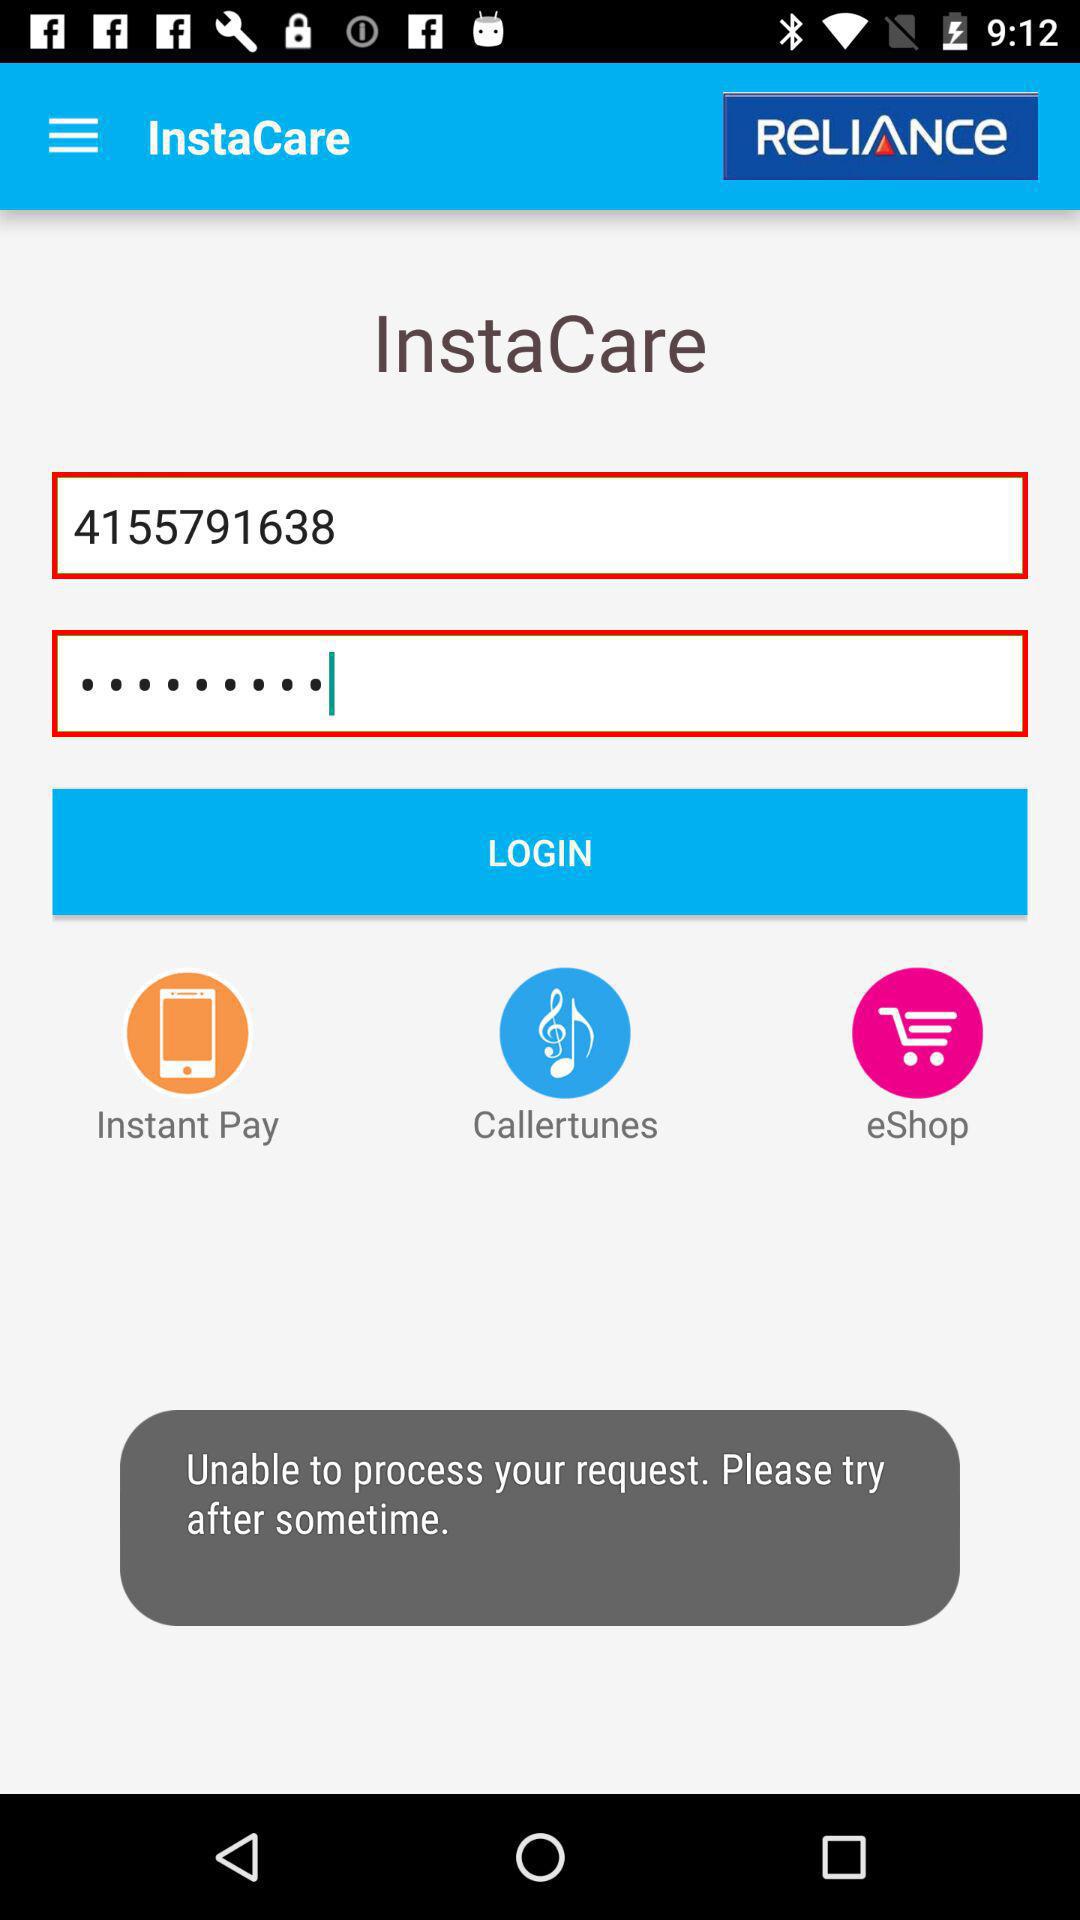 9:12
InstaCare
RELIANCE
InstaCare
4155791638
•••••••••
LOGIN
Instant Pay
Callertunes
eShop
Unable to process your request. Please try
after sometime.